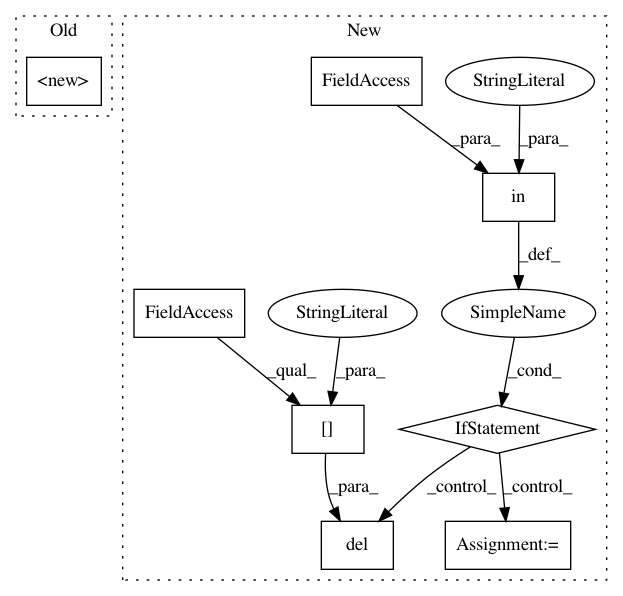 Old
New
<new>
FieldAccess
StringLiteral
_para_
_para_
in
_def_
FieldAccess
StringLiteral
SimpleName
_qual_
_para_
_cond_
[]
IfStatement
_para_
_control_
_control_
del
Assignment:=